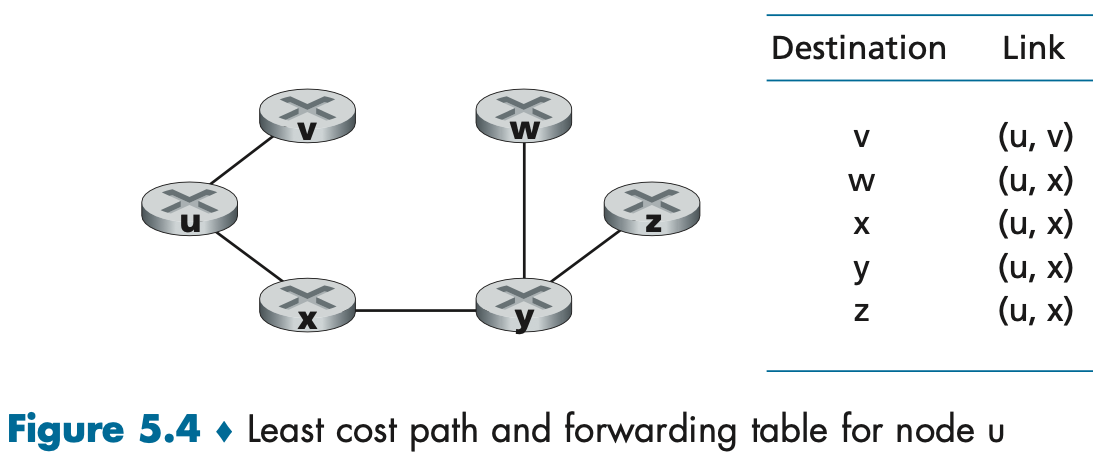 Destination Link
v (u, v)
w (u, x)
x (u, x)
y (u, x)
z (u, x)
v
w
u
z
x
y
Figure 5.4 ♦ Least cost path and forwarding table for node u